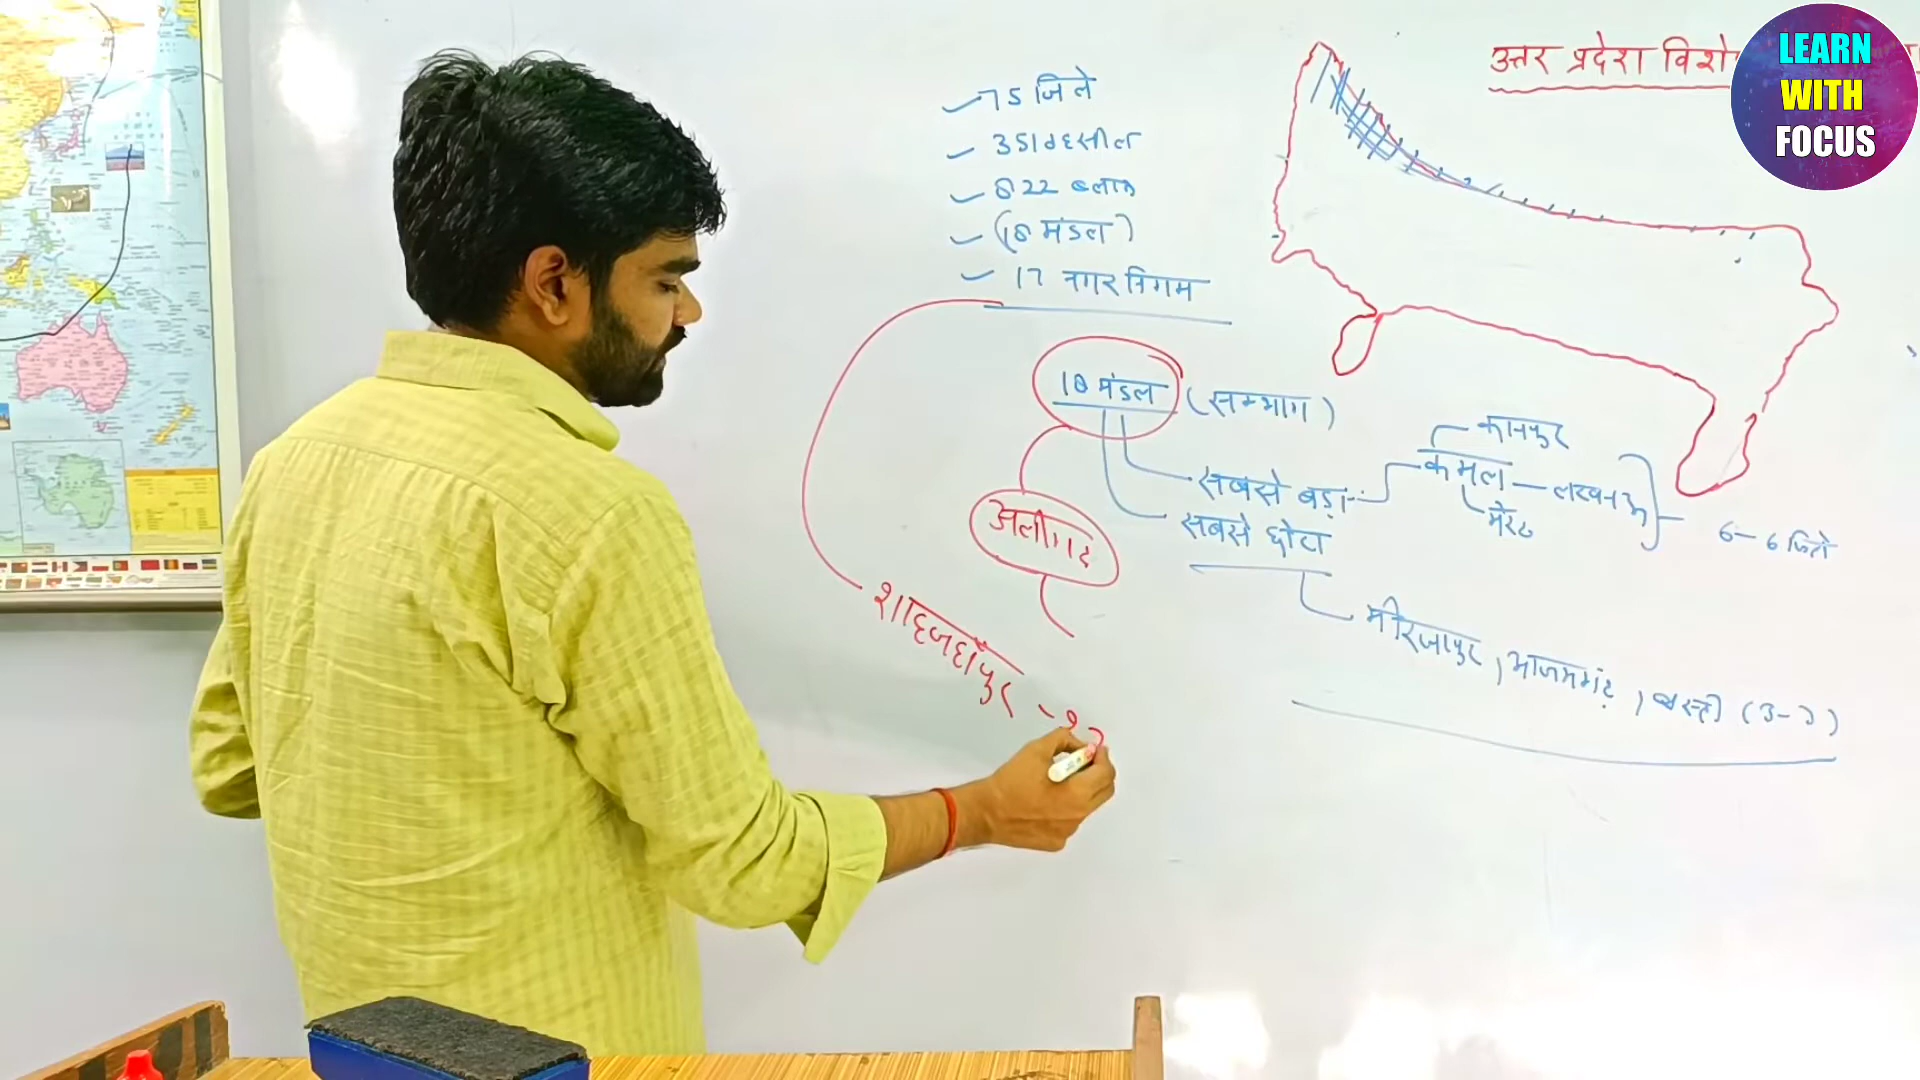 उत्तर प्रदेश
LEARN
WITH
FOCUS
75 जिले
351 तहसील
822 ब्लाक
(18 मंडल)
17 नगर निगम
18 मंडल (सम्भाग)
सबसे बड़ा
कानपुर
कमल - लखनऊ
मेरठ
6-6 जिले
सबसे छोटा
मीरजापुर, आजमगढ़, बस्ती (3-3)
अलीगढ
शाहजहाँपुर -